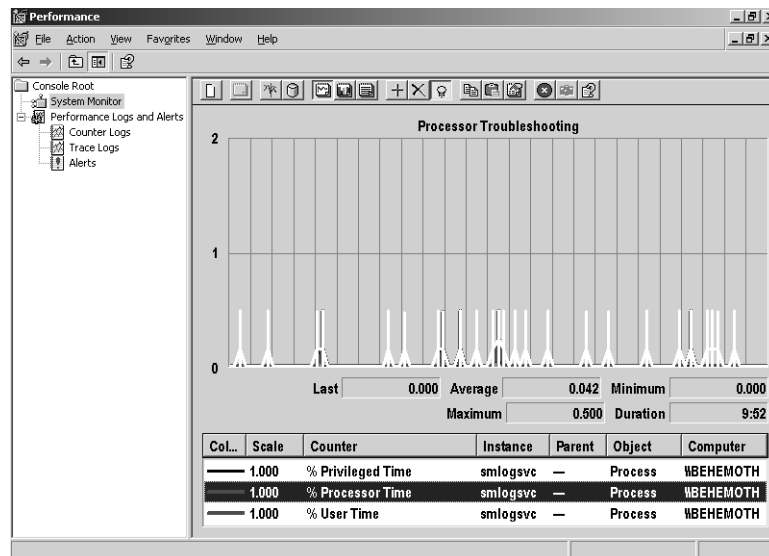 Performance
File Action View Favorites Window Help
Console Root
System Monitor
Performance Logs and Alerts
Counter Logs
Trace Logs
Alerts
Processor Troubleshooting
2
1
0
Last 0.000 Average 0.042 Minimum 0.000
Maximum 0.500 Duration 9:52
Col... Scale Counter Instance Parent Object Computer
1.000 % Privileged Time smlogsvc — Process \\BEHEMOTH
1.000 % Processor Time smlogsvc — Process \\BEHEMOTH
1.000 % User Time smlogsvc — Process \\BEHEMOTH